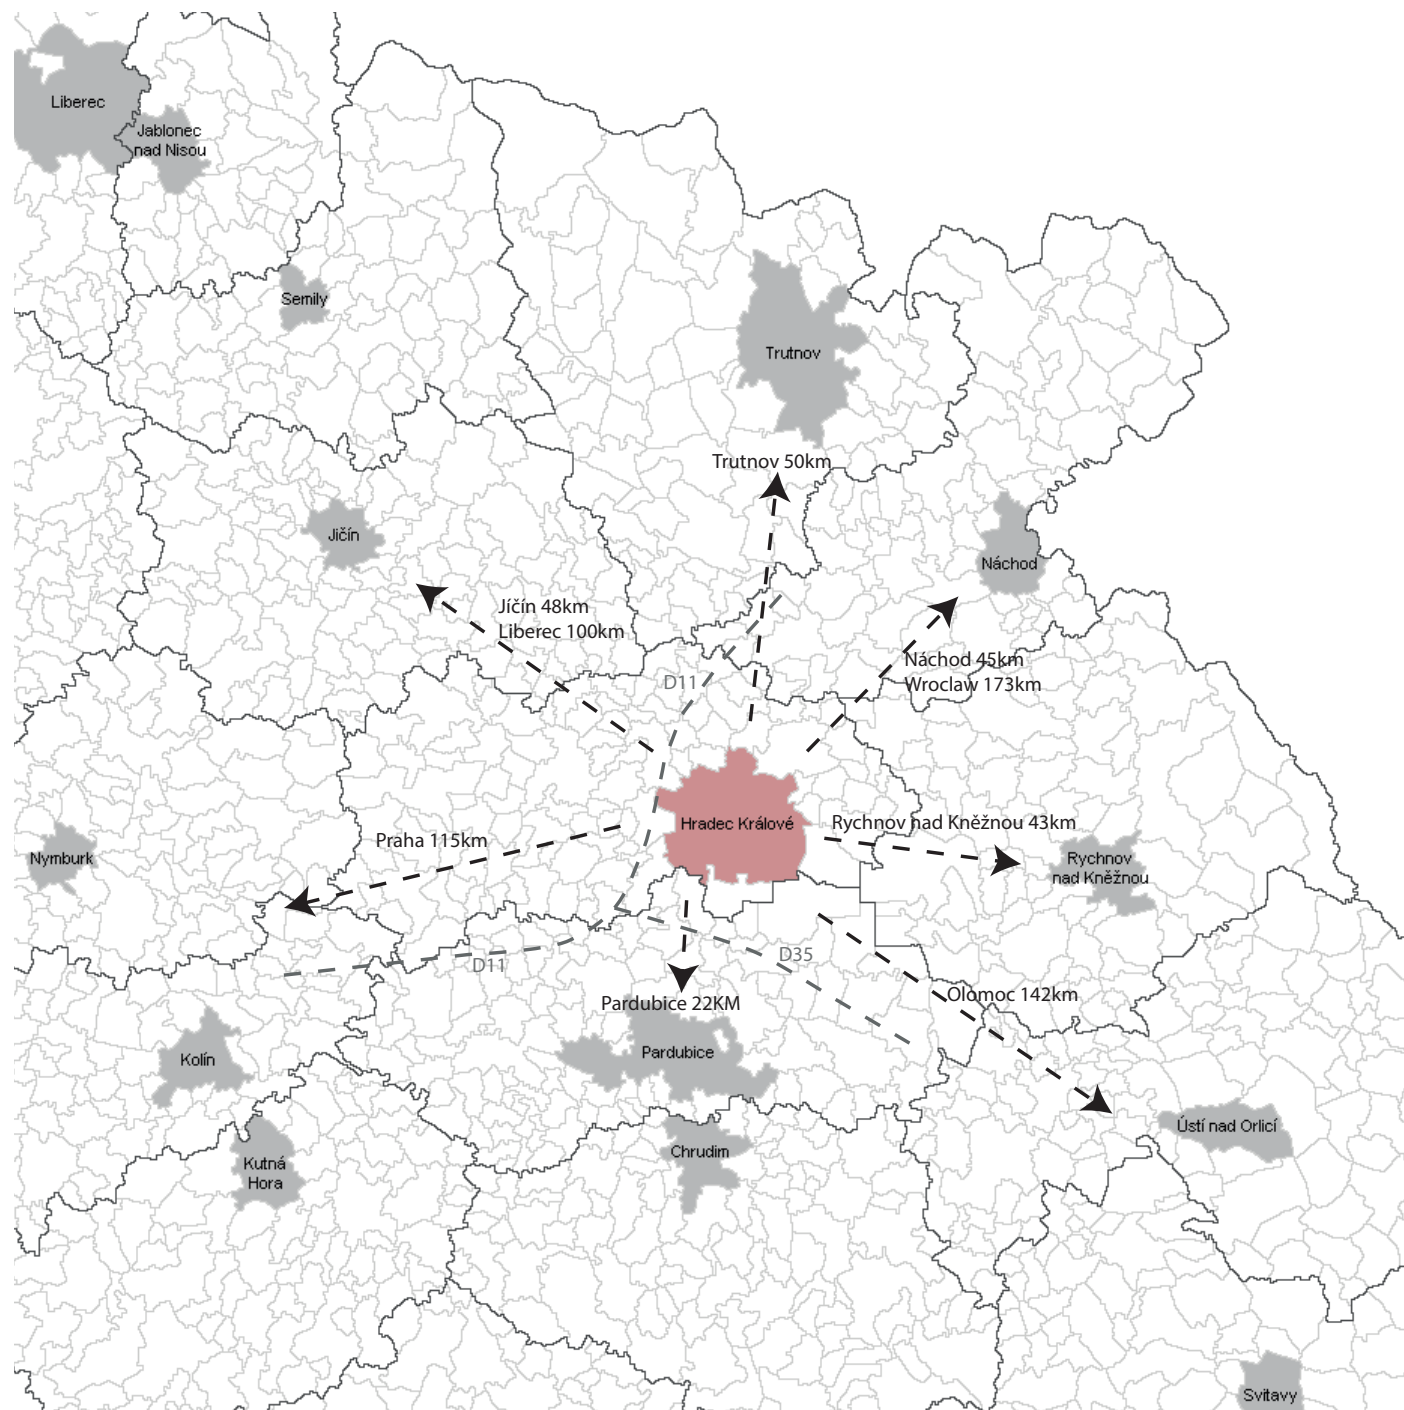 Liberec
Jablonec
nad Nisou
Semily
Trutnov
Trutnov 50km
Jičín
Náchod
Jíčín 48km
Liberec 100km
Náchod 45km
Wroclaw 173km
D11
Hradec Králové
Rychnov nad Kněžnou 43km
Praha 115km
Nymburk
Rychnov
nad Kněžnou
D35
D11
Olomoc 142km
Pardubice 22KM
Pardubice
Kolín
Ústí nad Orlicí
Chrudim
Kutná
Hora
Svitavy